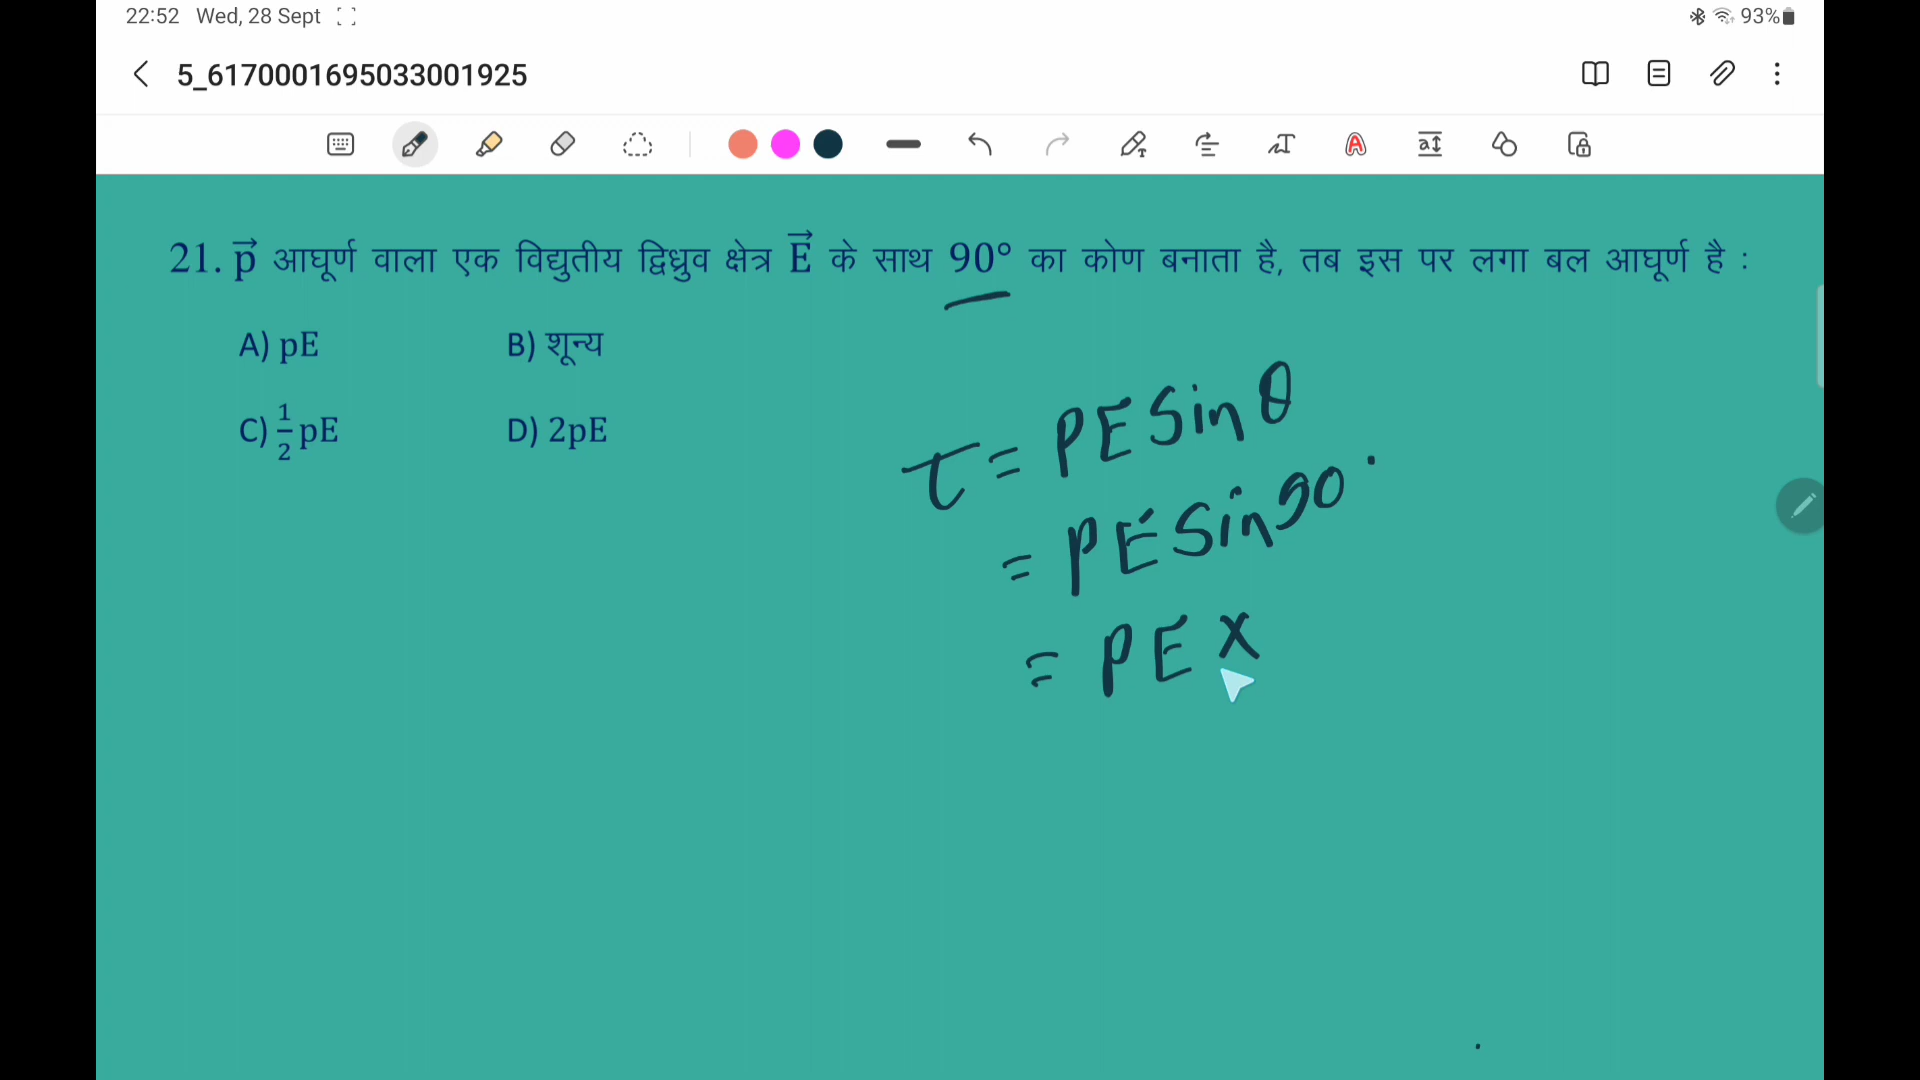 22:52 Wed, 28 Sept 93%
5_6170001695033001925
21. p⃗ आघूर्ण वाला एक विद्युतीय द्विध्रुव क्षेत्र E⃗ के साथ 90° का कोण बनाता है, तब इस पर लगा बल आघूर्ण है :
A) pE B) शून्य
C) 1/2 pE D) 2pE
τ = PE Sin θ
= PE Sin 90
= PE X